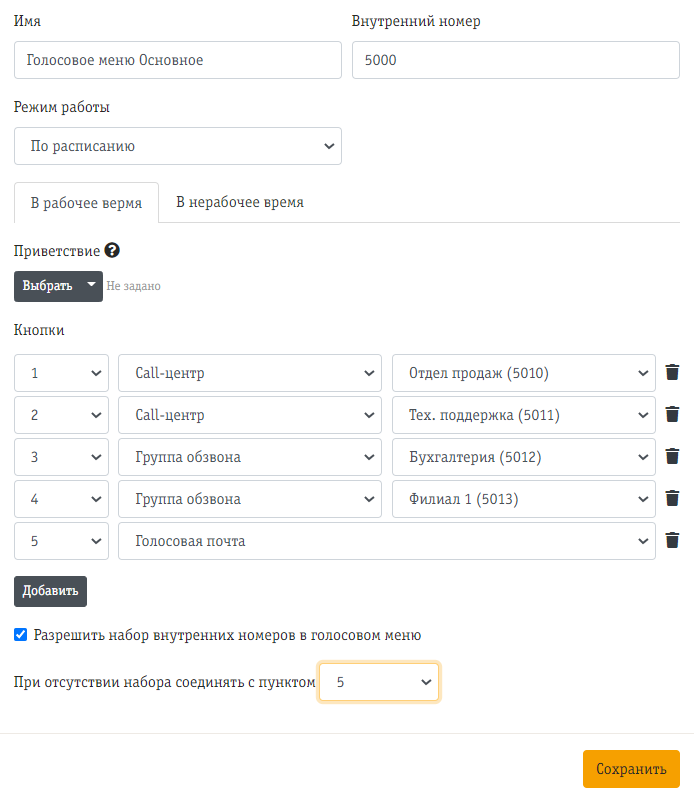 Имя Внутренний номер
Голосовое меню Основное 5000
Режим работы
По расписанию
В рабочее вермя В нерабочее время
Приветствие ?
Выбрать Не задано
Кнопки
1 Call-центр Отдел продаж (5010)
2 Call-центр Тех. поддержка (5011)
3 Группа обзвона Бухгалтерия (5012)
4 Группа обзвона Филиал 1 (5013)
5 Голосовая почта
Добавить
Разрешить набор внутренних номеров в голосовом меню
При отсутствии набора соединять с пунктом 5
Сохранить